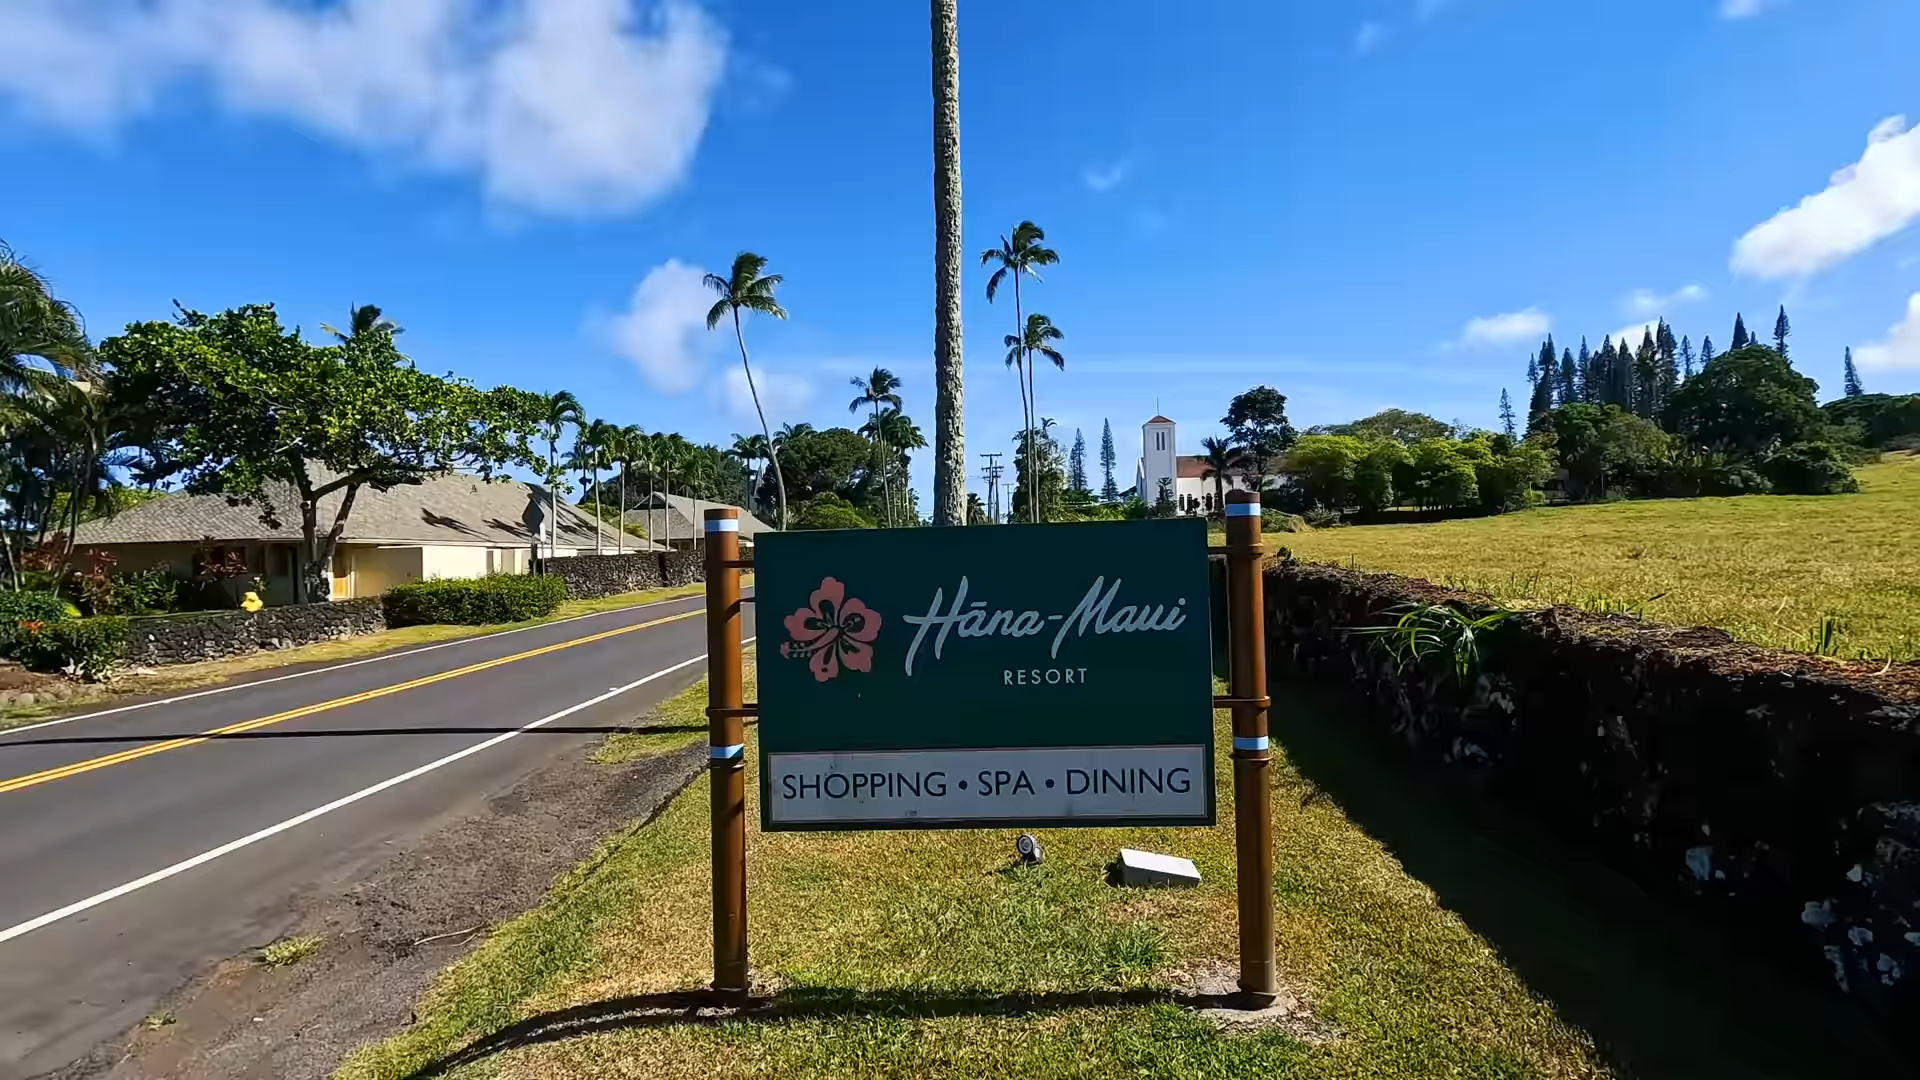 Hāna-Maui
RESORT
SHOPPING • SPA • DINING